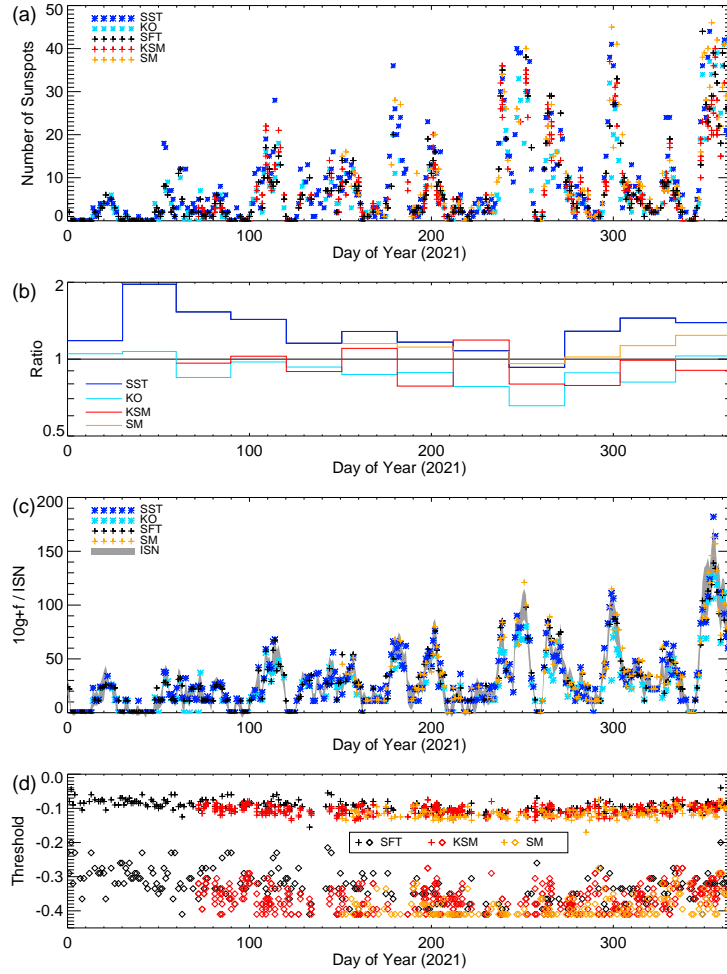 (a)
50
40
30
20
10
0
Number of Sunspots
SST
KO
SFT
KSM
SM
0 100 200 300
Day of Year (2021)
(b)
2
1
0.5
Ratio
SST
KO
KSM
SM
0 100 200 300
Day of Year (2021)
(c)
200
150
100
50
0
10g+f / ISN
SST
KO
SFT
SM
ISN
0 100 200 300
Day of Year (2021)
(d)
0.0
-0.1
-0.2
-0.3
-0.4
Threshold
SFT KSM SM
0 100 200 300
Day of Year (2021)